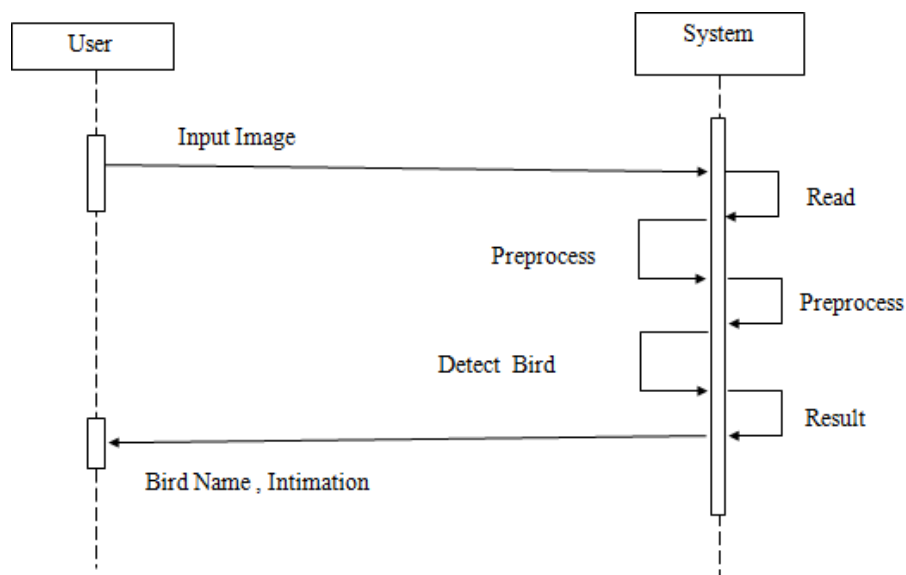 User
System
Input Image
Read
Preprocess
Preprocess
Detect Bird
Result
Bird Name , Intimation